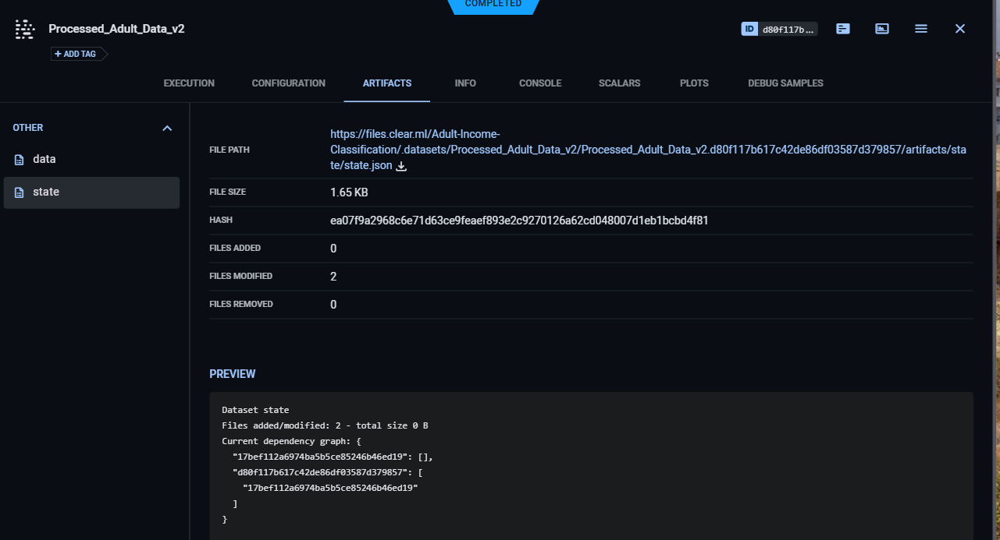 COMPLETED
Processed_Adult_Data_v2
ID d80f117b...
+ ADD TAG
EXECUTION CONFIGURATION ARTIFACTS INFO CONSOLE SCALARS PLOTS DEBUG SAMPLES
OTHER
data
state
FILE PATH
https://files.clear.ml/Adult-Income-
Classification/.datasets/Processed_Adult_Data_v2/Processed_Adult_Data_v2.d80f117b617c42de86df03587d379857/artifacts/sta
te/state.json
FILE SIZE 1.65 KB
HASH ea07f9a2968c6e71d63ce9feaef893e2c9270126a62cd048007d1eb1bcbd4f81
FILES ADDED 0
FILES MODIFIED 2
FILES REMOVED 0
PREVIEW
Dataset state
Files added/modified: 2 - total size 0 B
Current dependency graph: {
"17bef112a6974ba5b5ce85246b46ed19": [],
"d80f117b617c42de86df03587d379857": [
"17bef112a6974ba5b5ce85246b46ed19"
]
}